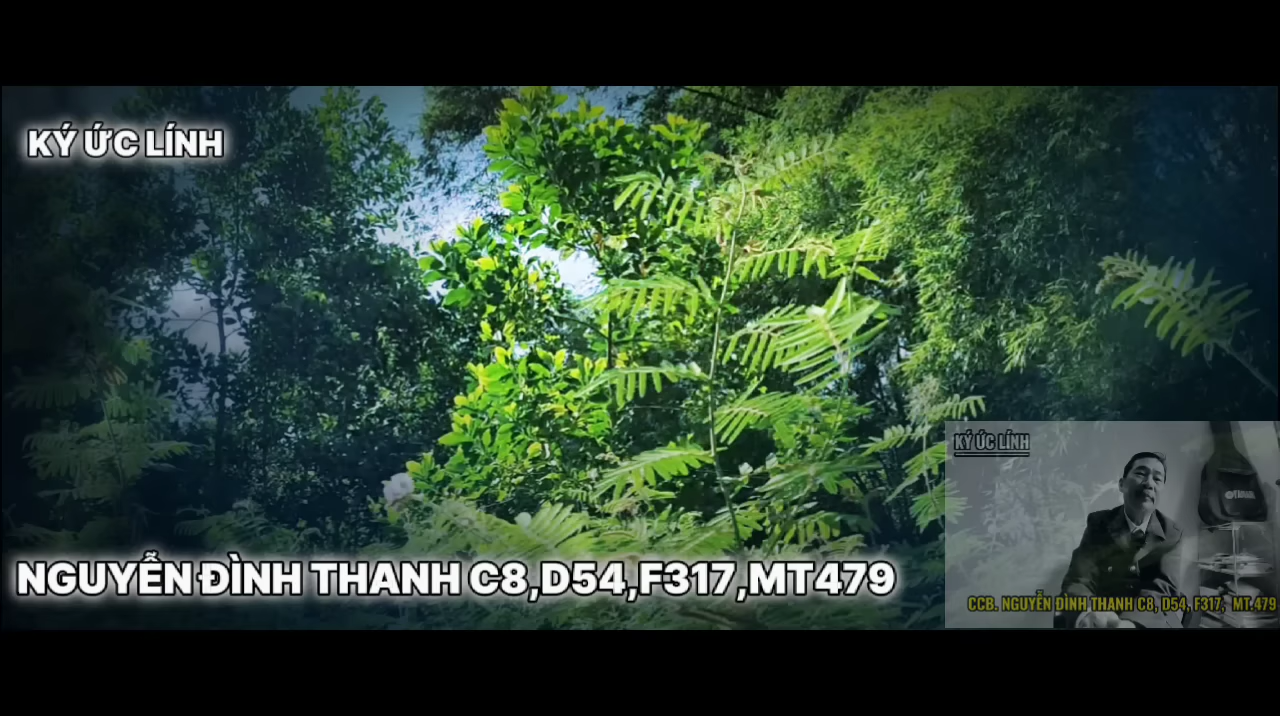 KÝ ỨC LÍNH
NGUYỄN ĐÌNH THANH C8,D54,F317,MT479
KÝ ỨC LÍNH
YAMAHA
CCB. NGUYỄN ĐÌNH THANH C8, D54, F317, MT.479